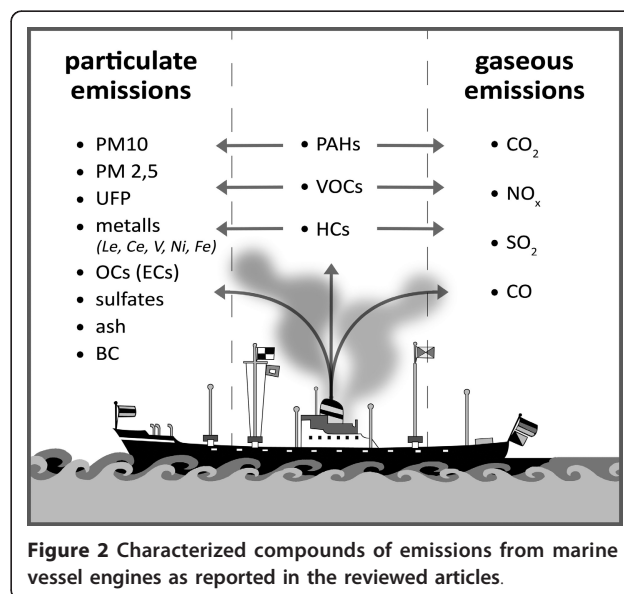 particulate
emissions
• PM10
• PM 2,5
• UFP
• metalls
(Le, Ce, V, Ni, Fe)
• OCs (ECs)
• sulfates
• ash
• BC
• PAHs
• VOCs
• HCs
gaseous
emissions
• CO₂
• NOₓ
• SO₂
• CO
Figure 2 Characterized compounds of emissions from marine
vessel engines as reported in the reviewed articles.